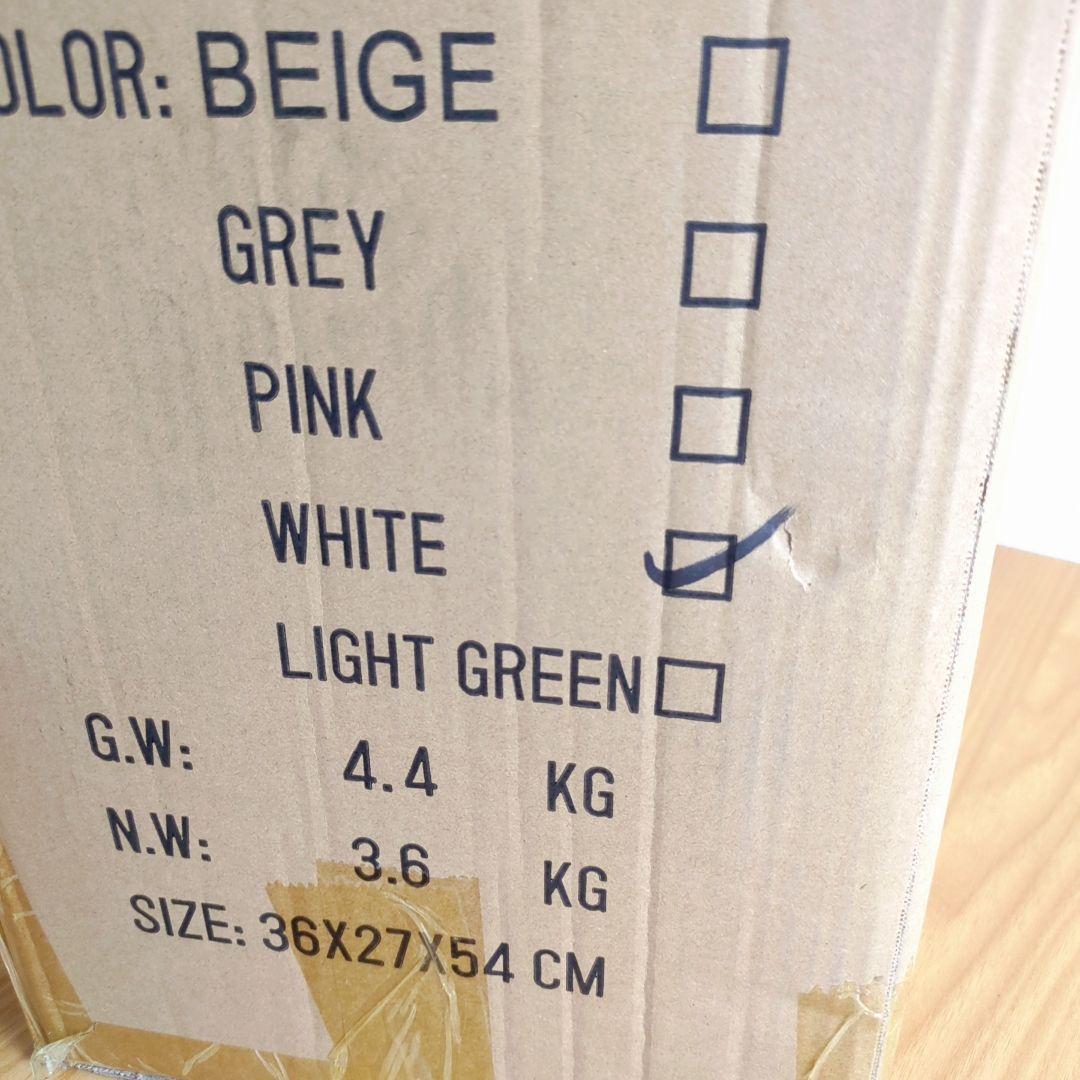 OLOR: BEIGE
GREY
PINK
WHITE
LIGHT GREEN
G.W: 4.4 KG
N.W: 3.6 KG
SIZE: 36X27X54 CM